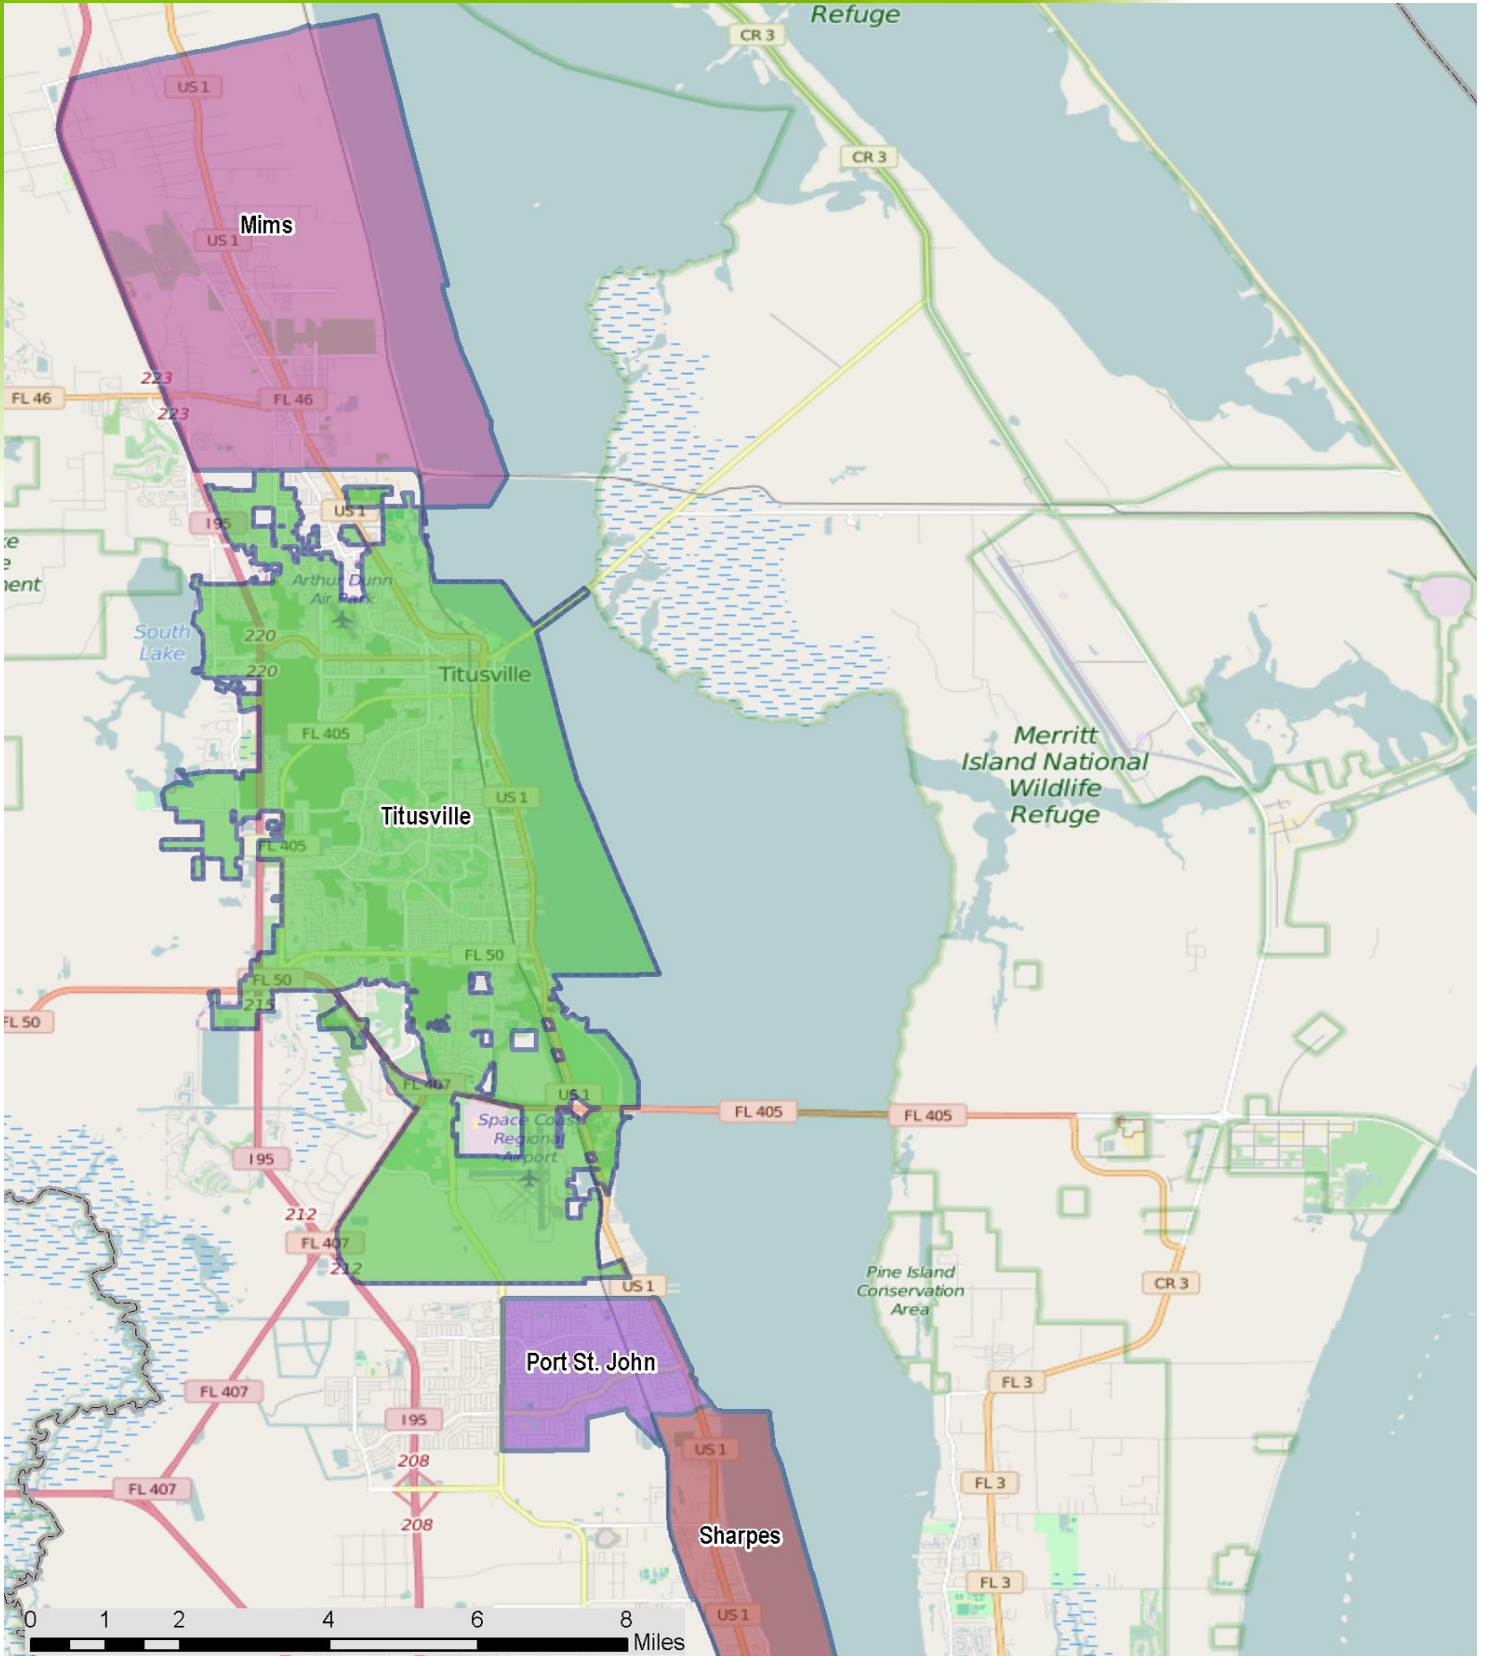 Refuge
CR 3
US 1
CR 3
Mims
US 1
223
FL 46
FL 46
223
US 1
I 95
ke
e
nent
Arthur Dunn
Air Park
South
Lake
220
220
Titusville
FL 405
Merritt
Island National
Wildlife
Refuge
US 1
Titusville
FL 405
FL 50
FL 50
215
FL 50
FL 407
US 1
FL 405
FL 405
Space Coast
Regional
Airport
I 95
212
FL 407
212
US 1
Pine Island
Conservation
Area
CR 3
Port St. John
FL 3
FL 407
I 95
US 1
208
FL 407
FL 3
208
Sharpes
FL 3
US 1
0 1 2 4 6 8
Miles